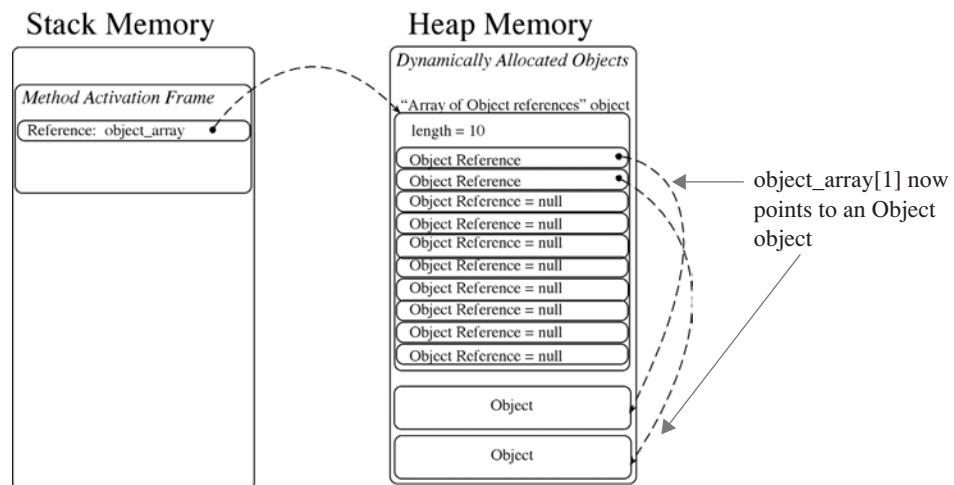 Stack Memory
Heap Memory
Method Activation Frame
Reference: object_array
Dynamically Allocated Objects
“Array of Object references” object
length = 10
Object Reference
Object Reference
Object Reference = null
Object Reference = null
Object Reference = null
Object Reference = null
Object Reference = null
Object Reference = null
Object Reference = null
Object Reference = null
Object
Object
object_array[1] now
points to an Object
object